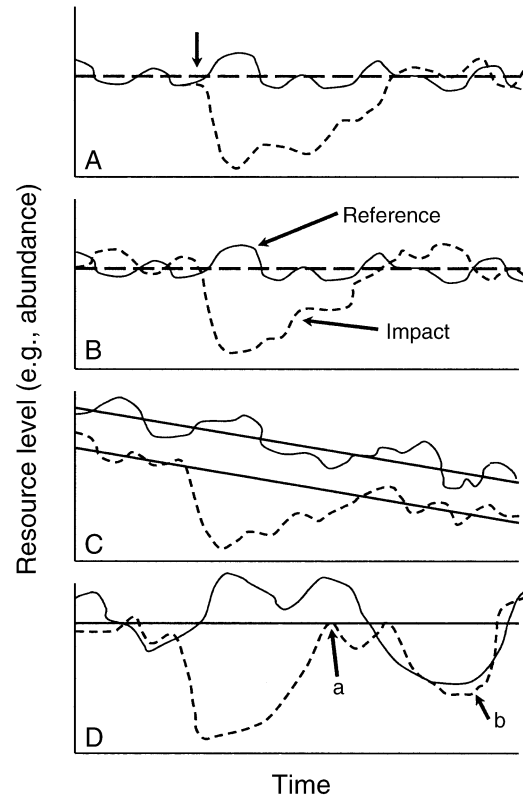 A
Reference
Impact
B
C
a
b
D
Resource level (e.g., abundance)
Time